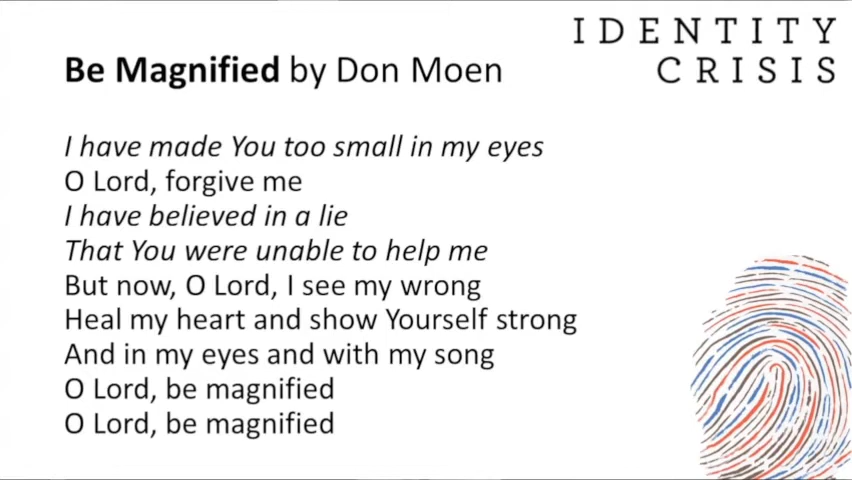 IDENTITY
CRISIS
Be Magnified by Don Moen
I have made You too small in my eyes
O Lord, forgive me
I have believed in a lie
That You were unable to help me
But now, O Lord, I see my wrong
Heal my heart and show Yourself strong
And in my eyes and with my song
O Lord, be magnified
O Lord, be magnified